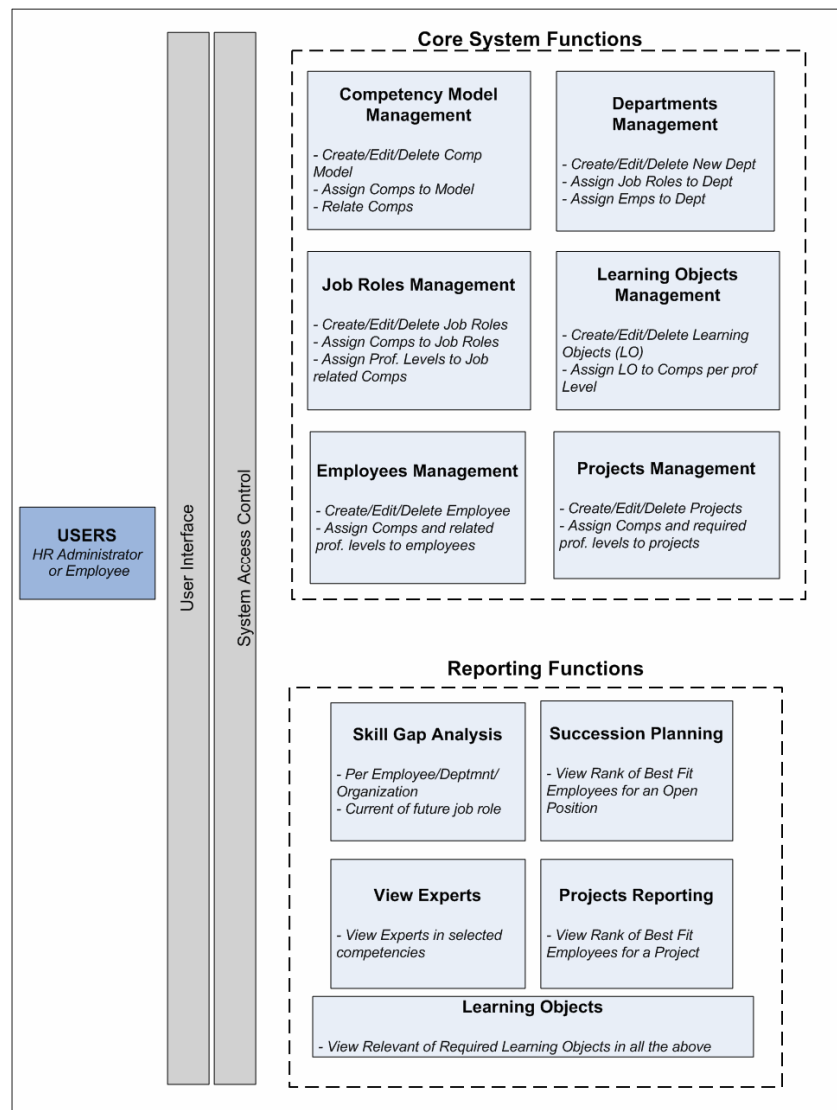 Core System Functions
Competency Model
Management
- Create/Edit/Delete Comp
Model
- Assign Comps to Model
- Relate Comps
Departments
Management
- Create/Edit/Delete New Dept
- Assign Job Roles to Dept
- Assign Emps to Dept
Job Roles Management
- Create/Edit/Delete Job Roles
- Assign Comps to Job Roles
- Assign Prof. Levels to Job
related Comps
Learning Objects
Management
- Create/Edit/Delete Learning
Objects (LO)
- Assign LO to Comps per prof
Level
Employees Management
- Create/Edit/Delete Employee
- Assign Comps and related
prof. levels to employees
Projects Management
- Create/Edit/Delete Projects
- Assign Comps and required
prof. levels to projects
USERS
HR Administrator
or Employee
User Interface
System Access Control
Reporting Functions
Skill Gap Analysis
- Per Employee/Deptmnt/
Organization
- Current of future job role
Succession Planning
- View Rank of Best Fit
Employees for an Open
Position
View Experts
- View Experts in selected
competencies
Projects Reporting
- View Rank of Best Fit
Employees for a Project
Learning Objects
- View Relevant of Required Learning Objects in all the above